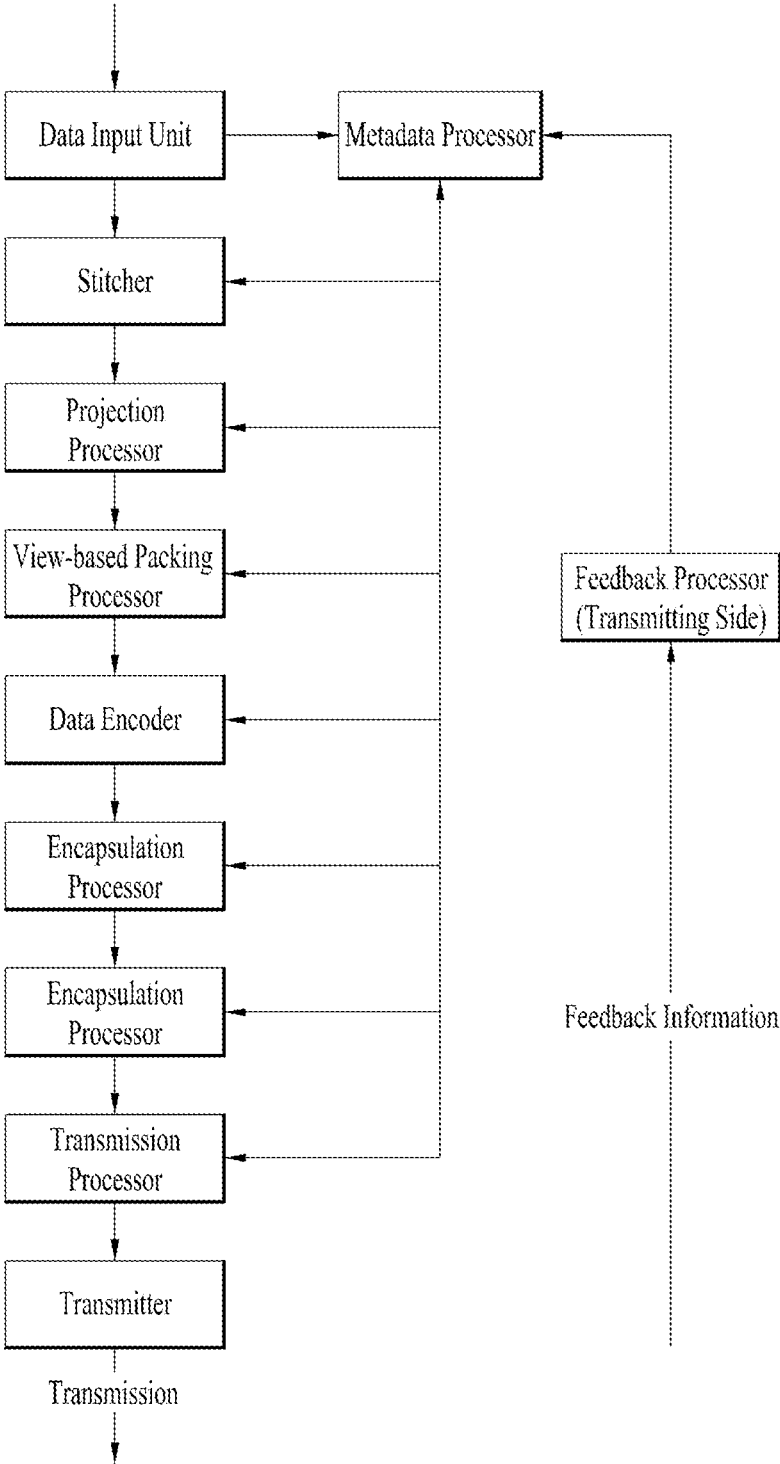 Data Input Unit
Metadata Processor
Stitcher
Projection
Processor
View-based Packing
Processor
Feedback Processor
(Transmitting Side)
Data Encoder
Encapsulation
Processor
Encapsulation
Processor
Feedback Information
Transmission
Processor
Transmitter
Transmission